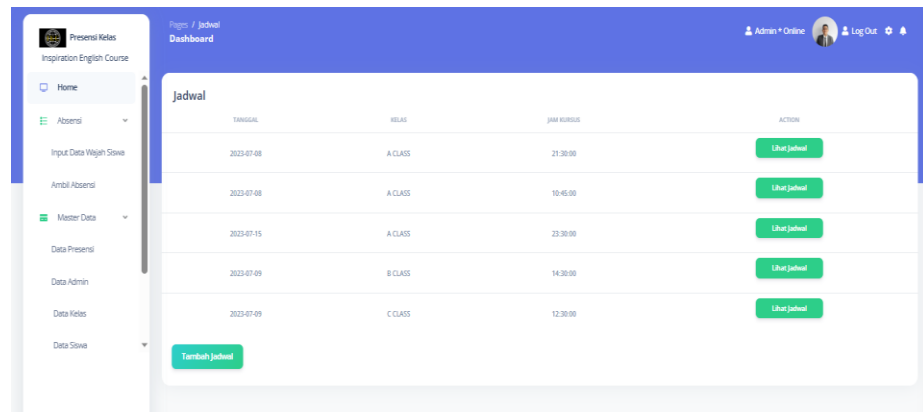 Presensi Kelas
Inspiration English Course
Home
Absensi
Input Data Wajah Siswa
Ambil Absensi
Master Data
Data Presensi
Data Admin
Data Kelas
Data Siswa
Pages / Jadwal
Dashboard
Admin * Online
Log Out
Jadwal
TANGGAL KELAS JAM KURSUS ACTION
2023-07-08 A CLASS 21:30:00 Lihat Jadwal
2023-07-08 A CLASS 10:45:00 Lihat Jadwal
2023-07-15 A CLASS 23:30:00 Lihat Jadwal
2023-07-09 B CLASS 14:30:00 Lihat Jadwal
2023-07-09 C CLASS 12:30:00 Lihat Jadwal
Tambah Jadwal